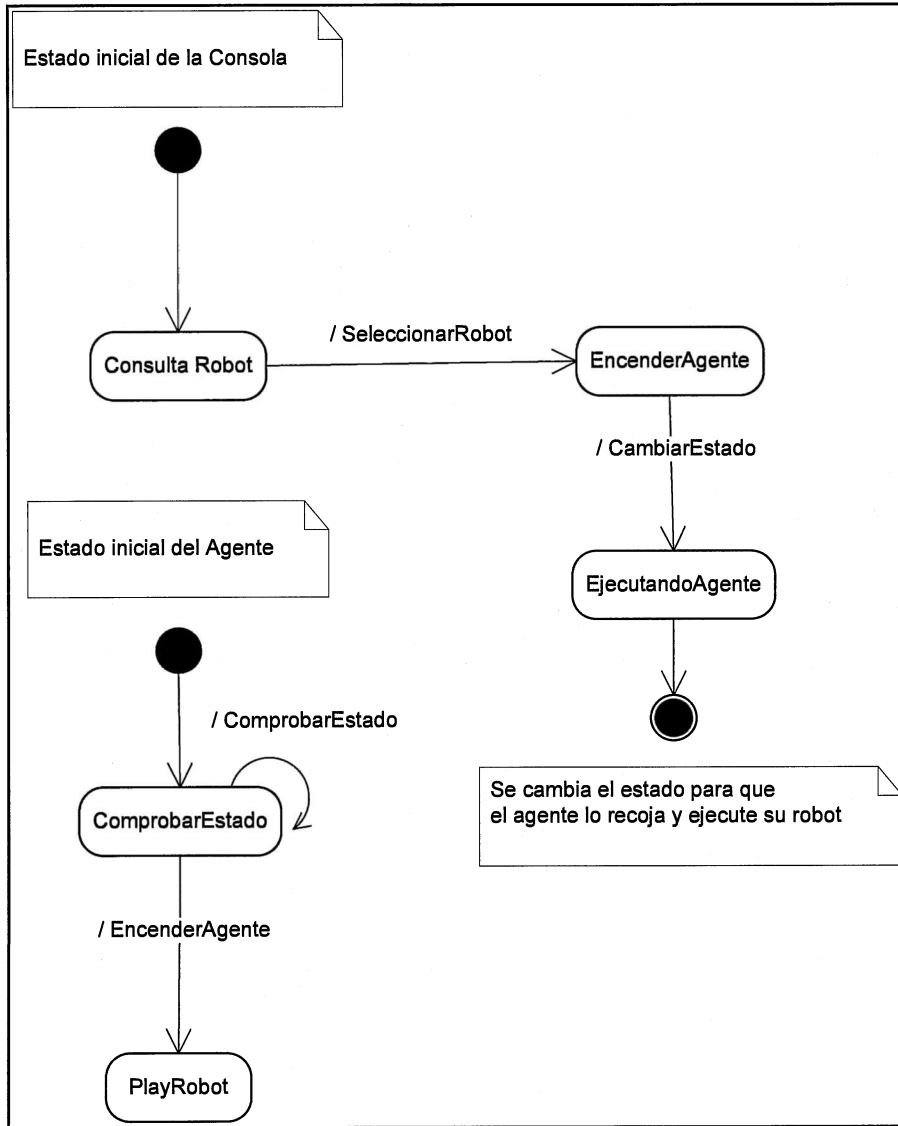 Estado inicial de la Consola
/ SeleccionarRobot
Consulta Robot
EncenderAgente
/ CambiarEstado
Estado inicial del Agente
EjecutandoAgente
/ ComprobarEstado
ComprobarEstado
Se cambia el estado para que
el agente lo recoja y ejecute su robot
/ EncenderAgente
PlayRobot